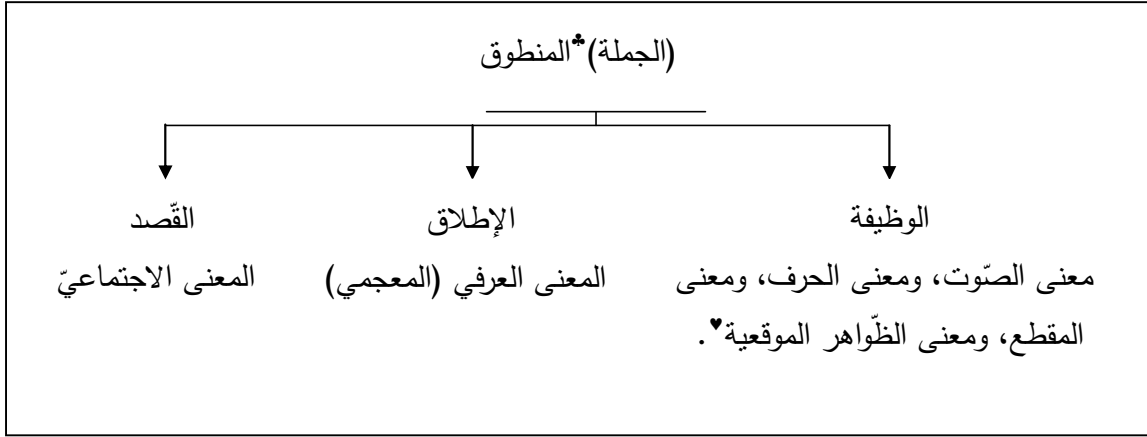 (الجملة)♣المنطوق
الوظيفة
معنى الصّوت، ومعنى الحرف، ومعنى
المقطع، ومعنى الظّواهر الموقعية♥.
الإطلاق
المعنى العرفي (المعجمي)
القّصد
المعنى الاجتماعيّ